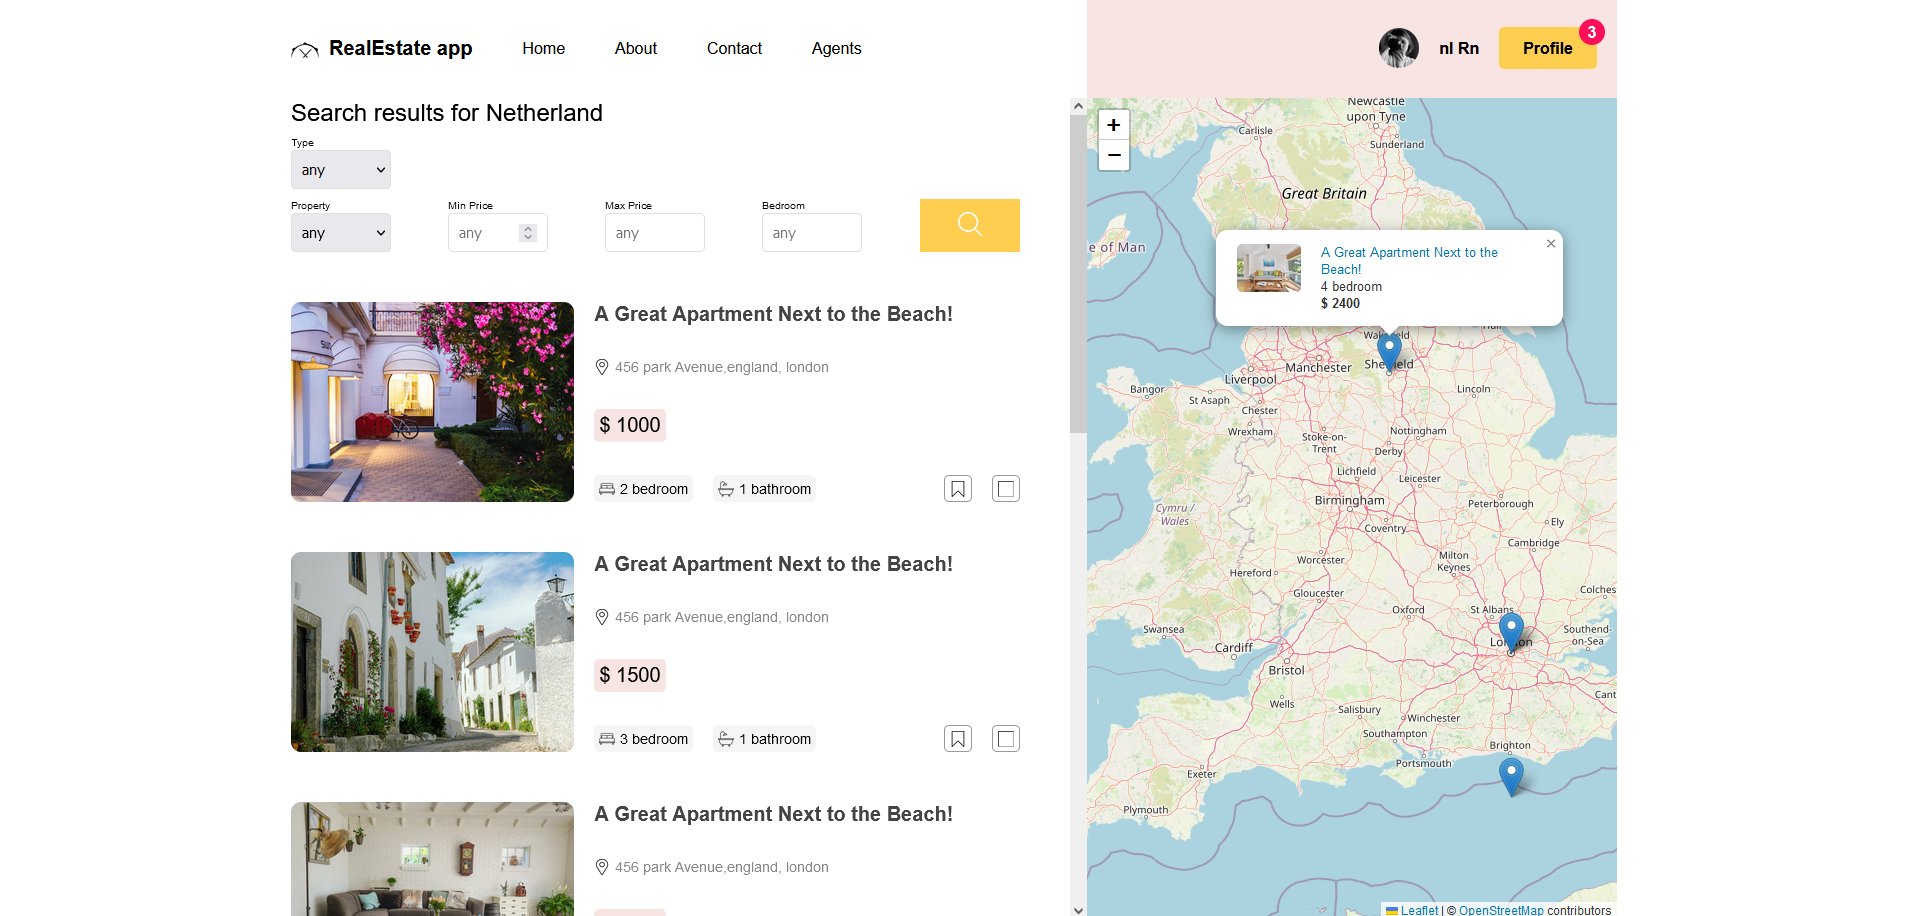 RealEstate app
Home
About
Contact
Agents
nl Rn
Profile
3
Search results for Netherland
Type
any
Property
any
Min Price
any
Max Price
any
Bedroom
any
A Great Apartment Next to the Beach!
456 park Avenue,england, london
$ 1000
2 bedroom
1 bathroom
A Great Apartment Next to the Beach!
456 park Avenue,england, london
$ 1500
3 bedroom
1 bathroom
A Great Apartment Next to the Beach!
456 park Avenue,england, london
+
−
Newcastle
upon Tyne
Carlisle
Sunderland
Great Britain
e of Man
A Great Apartment Next to the
Beach!
4 bedroom
$ 2400
×
Liverpool
Manchester
Bangor
St Asaph
Chester
Lincoln
Wrexham
Stoke-on-
Trent
Nottingham
Derby
Lichfield
Leicester
Birmingham
Peterborough
Cymru /
Wales
Coventry
Ely
Cambridge
Worcester
Milton
Keynes
Hereford
Gloucester
Colches
Oxford
St Albans
Swansea
Cardiff
Southend-
on-Sea
Bristol
Wells
Salisbury
Winchester
Cant
Southampton
Brighton
Portsmouth
Exeter
Plymouth
Leaflet | © OpenStreetMap contributors